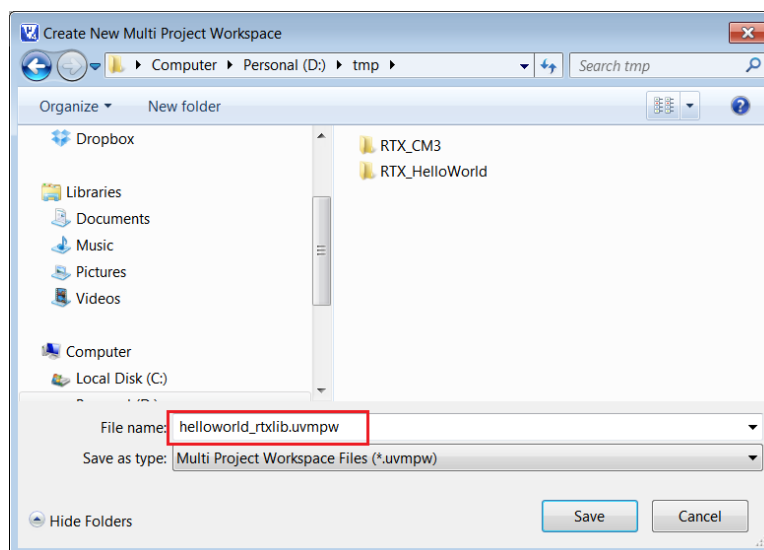 Create New Multi Project Workspace
Computer Personal (D:) tmp
Search tmp
Organize New folder
Dropbox
Libraries
Documents
Music
Pictures
Videos
Computer
Local Disk (C:)
RTX_CM3
RTX_HelloWorld
File name: helloworld_rtxlib.uvmpw
Save as type: Multi Project Workspace Files (*.uvmpw)
Hide Folders
Save
Cancel